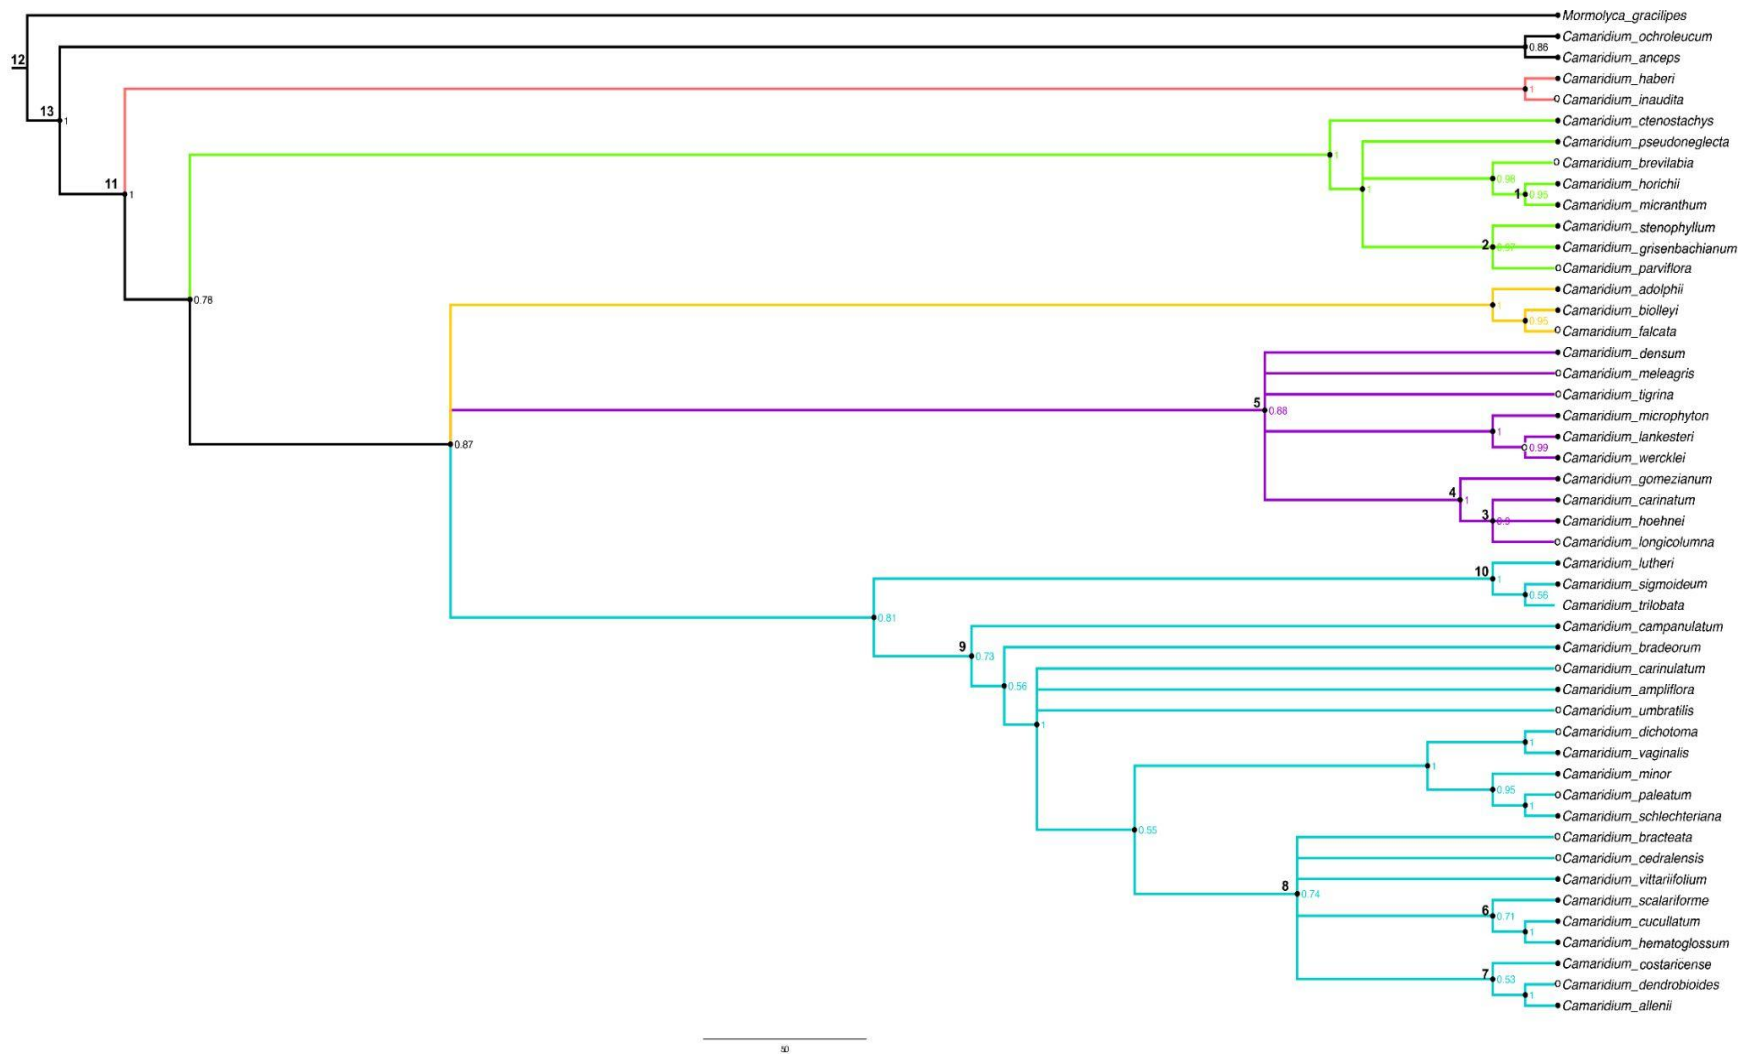 Mormolyca_gracilipes
Camaridium_ochroleucum
0.86
12
Camaridium_anceps
Camaridium_haberi
1
Camaridium_inaudita
13
1
Camaridium_ctenostachys
Camaridium_pseudoneglecta
1
Camaridium_brevilabia
0.98
11
1
Camaridium_horichii
1
1
0.95
Camaridium_micranthum
Camaridium_stenophyllum
2
Camaridium_grisenbachianum
Camaridium_parviflora
Camaridium_adolphii
0.78
1
Camaridium_biolleyi
0.95
Camaridium_falcata
Camaridium_densum
Camaridium_meleagris
Camaridium_tigrina
5
0.88
Camaridium_microphyton
1
Camaridium_lankesteri
0.87
0.99
Camaridium_wercklei
Camaridium_gomezianum
4
1
Camaridium_carinatum
3
0.9
Camaridium_hoehnei
Camaridium_longicolumna
Camaridium_lutheri
10
1
Camaridium_sigmoideum
0.56
Camaridium_trilobata
0.81
Camaridium_campanulatum
9
0.73
Camaridium_bradeorum
Camaridium_carinulatum
0.56
Camaridium_ampliflora
Camaridium_umbratilis
1
Camaridium_dichotoma
1
Camaridium_vaginalis
1
Camaridium_minor
0.95
Camaridium_paleatum
1
Camaridium_schlechteriana
0.55
Camaridium_bracteata
Camaridium_cedralensis
Camaridium_vittariifolium
8
0.74
Camaridium_scalariforme
6
0.71
Camaridium_cucullatum
1
Camaridium_hematoglossum
Camaridium_costaricense
7
0.53
Camaridium_dendrobioides
1
Camaridium_allenii